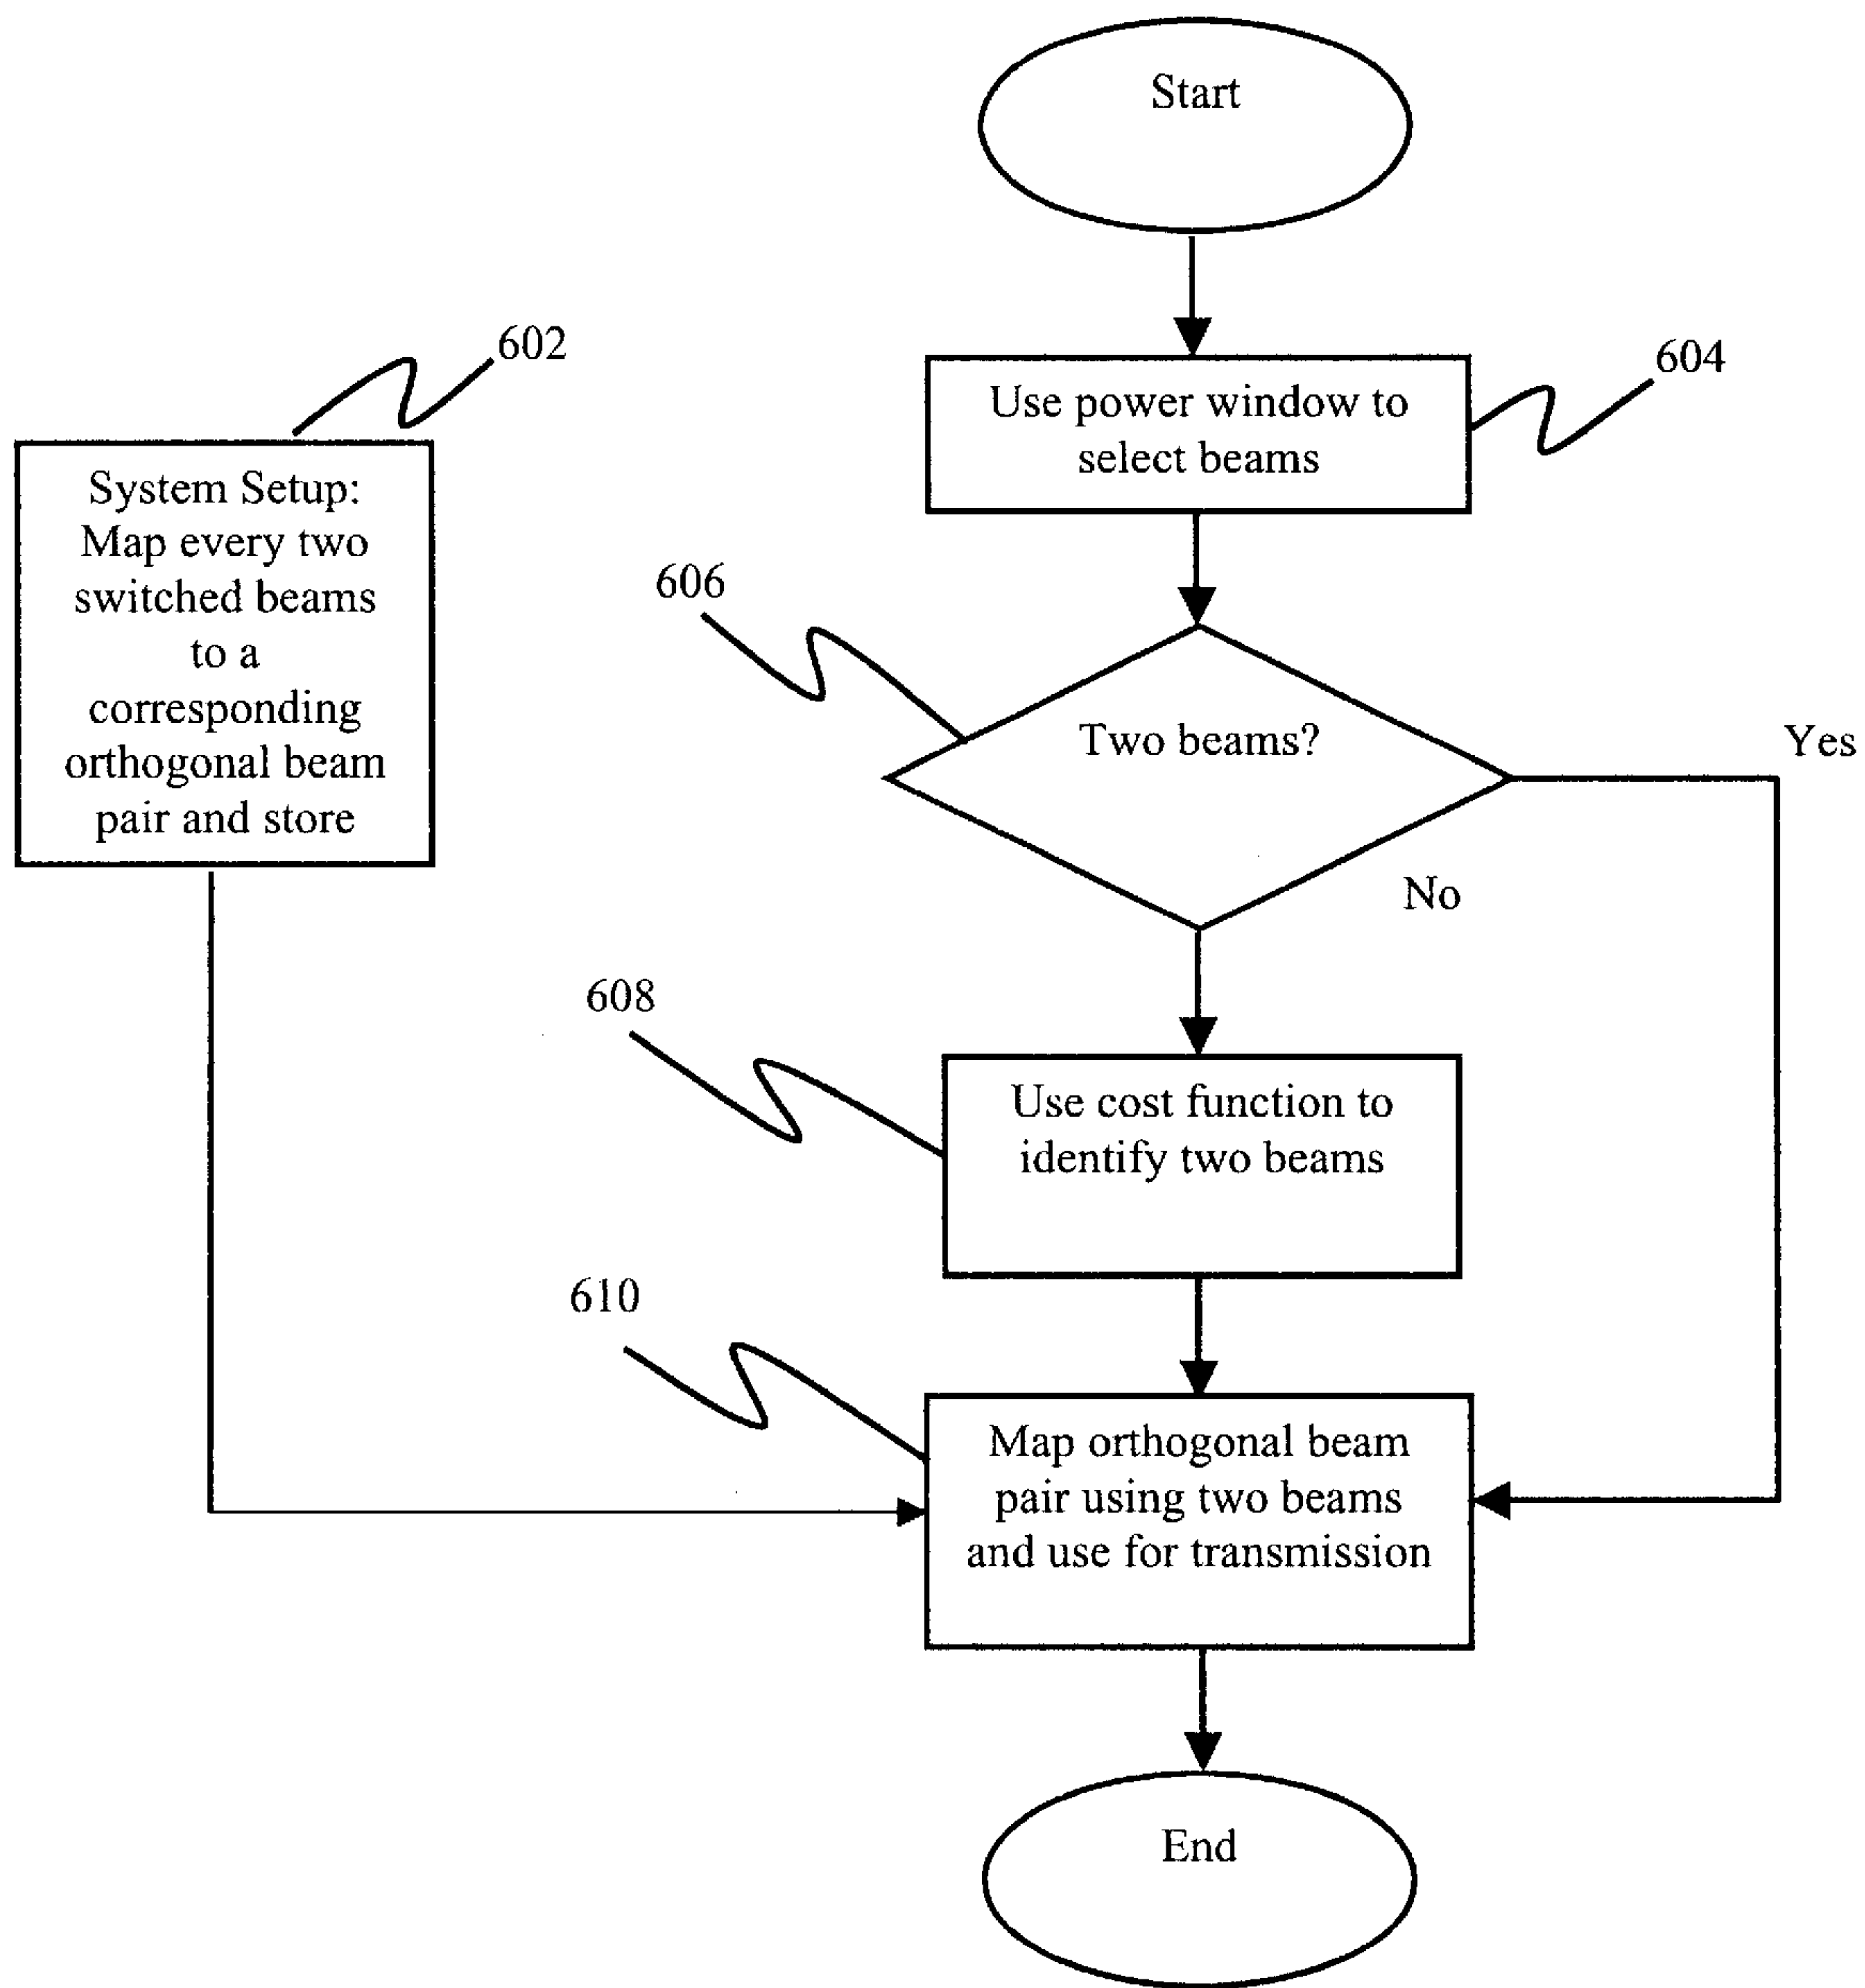 Start
602
604
Use power window to
select beams
System Setup:
Map every two
switched beams
to a
corresponding
orthogonal beam
pair and store
606
Two beams?
Yes
No
608
Use cost function to
identify two beams
610
Map orthogonal beam
pair using two beams
and use for transmission
End